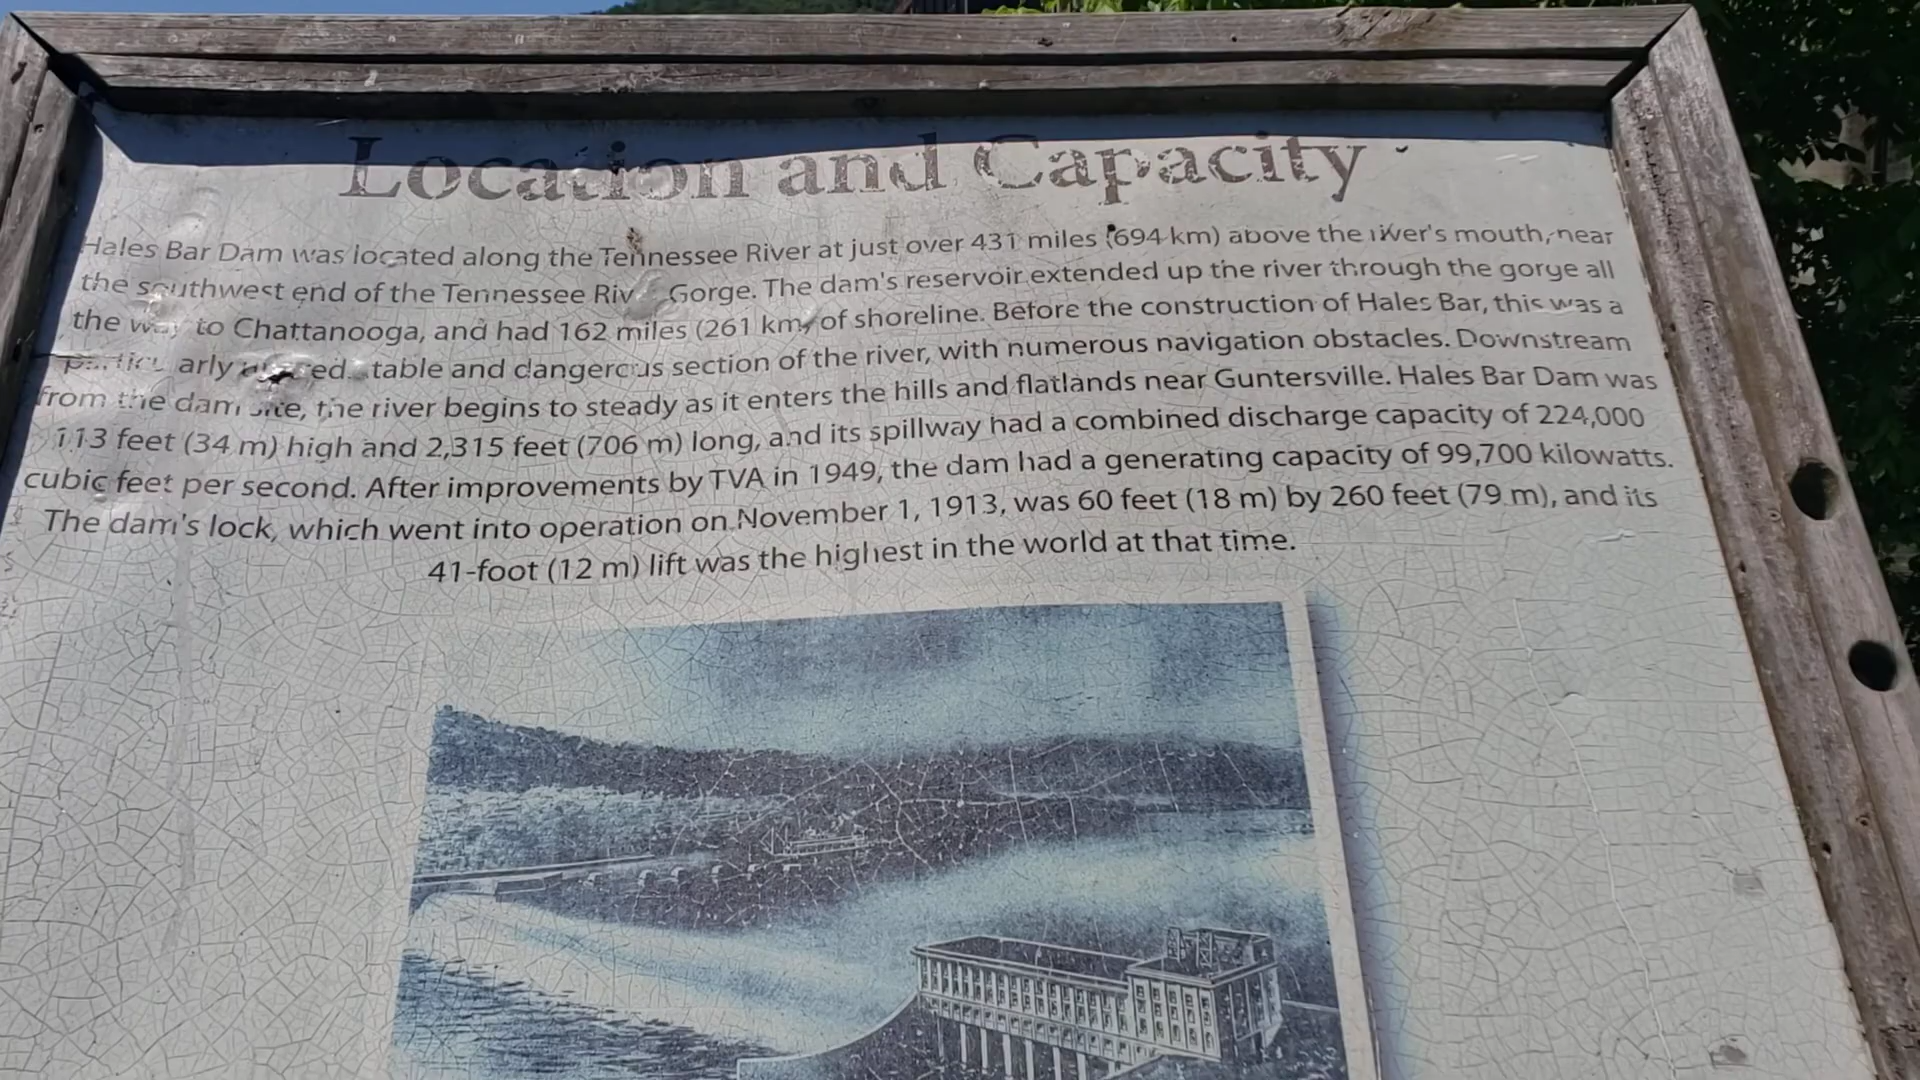 Location and Capacity
Hales Bar Dam was located along the Tennessee River at just over 431 miles (694 km) above the river's mouth, near
the southwest end of the Tennessee Riv Gorge. The dam's reservoir extended up the river through the gorge all
the way to Chattanooga, and had 162 miles (261 km) of shoreline. Before the construction of Hales Bar, this was a
and dangerous section of the river, with numerous navigation obstacles. Downstream
from the dam site, the river begins to steady as it enters the hills and flatlands near Guntersville. Hales Bar Dam was
113 feet (34 m) high and 2,315 feet (706 m) long, and its spillway had a combined discharge capacity of 224,000
cubic feet per second. After improvements by TVA in 1949, the dam had a generating capacity of 99,700 kilowatts.
The dam's lock, which went into operation on November 1, 1913, was 60 feet (18 m) by 260 feet (79 m), and its
41-foot (12 m) lift was the highest in the world at that time.